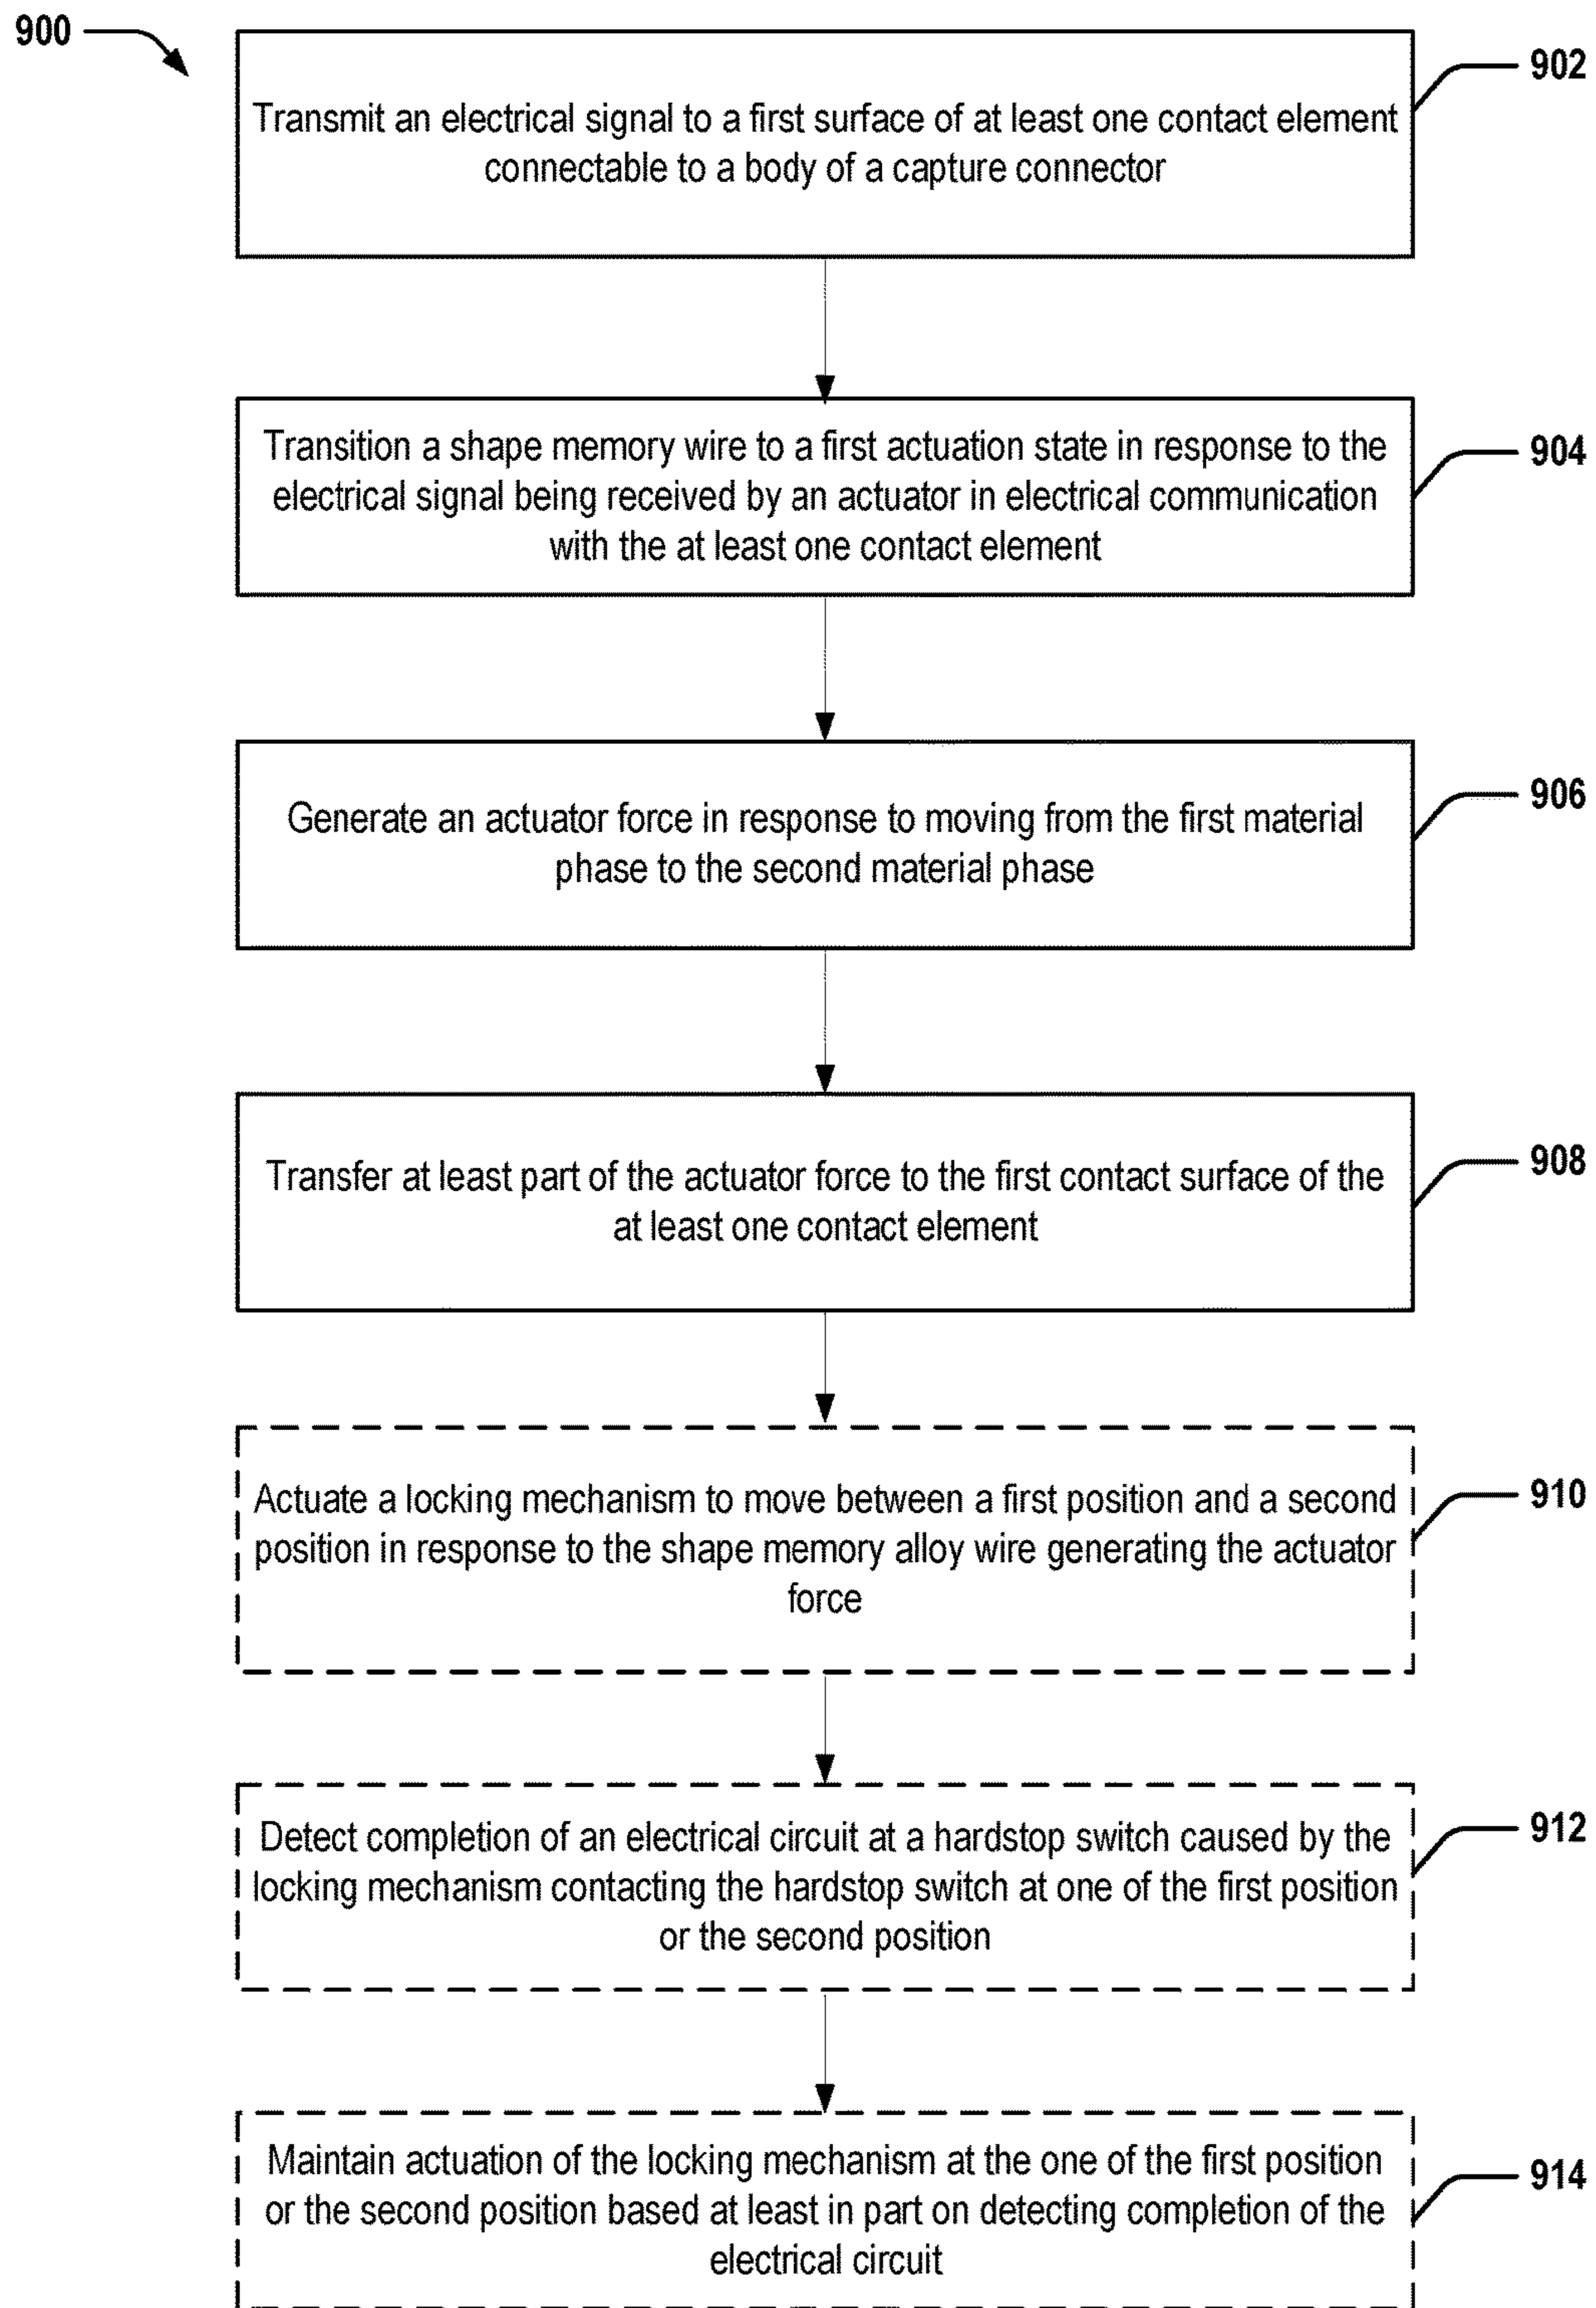 900
902
Transmit an electrical signal to a first surface of at least one contact element
connectable to a body of a capture connector
904
Transition a shape memory wire to a first actuation state in response to the
electrical signal being received by an actuator in electrical communication
with the at least one contact element
906
Generate an actuator force in response to moving from the first material
phase to the second material phase
908
Transfer at least part of the actuator force to the first contact surface of the
at least one contact element
910
Actuate a locking mechanism to move between a first position and a second
position in response to the shape memory alloy wire generating the actuator
force
912
Detect completion of an electrical circuit at a hardstop switch caused by the
locking mechanism contacting the hardstop switch at one of the first position
or the second position
914
Maintain actuation of the locking mechanism at the one of the first position
or the second position based at least in part on detecting completion of the
electrical circuit